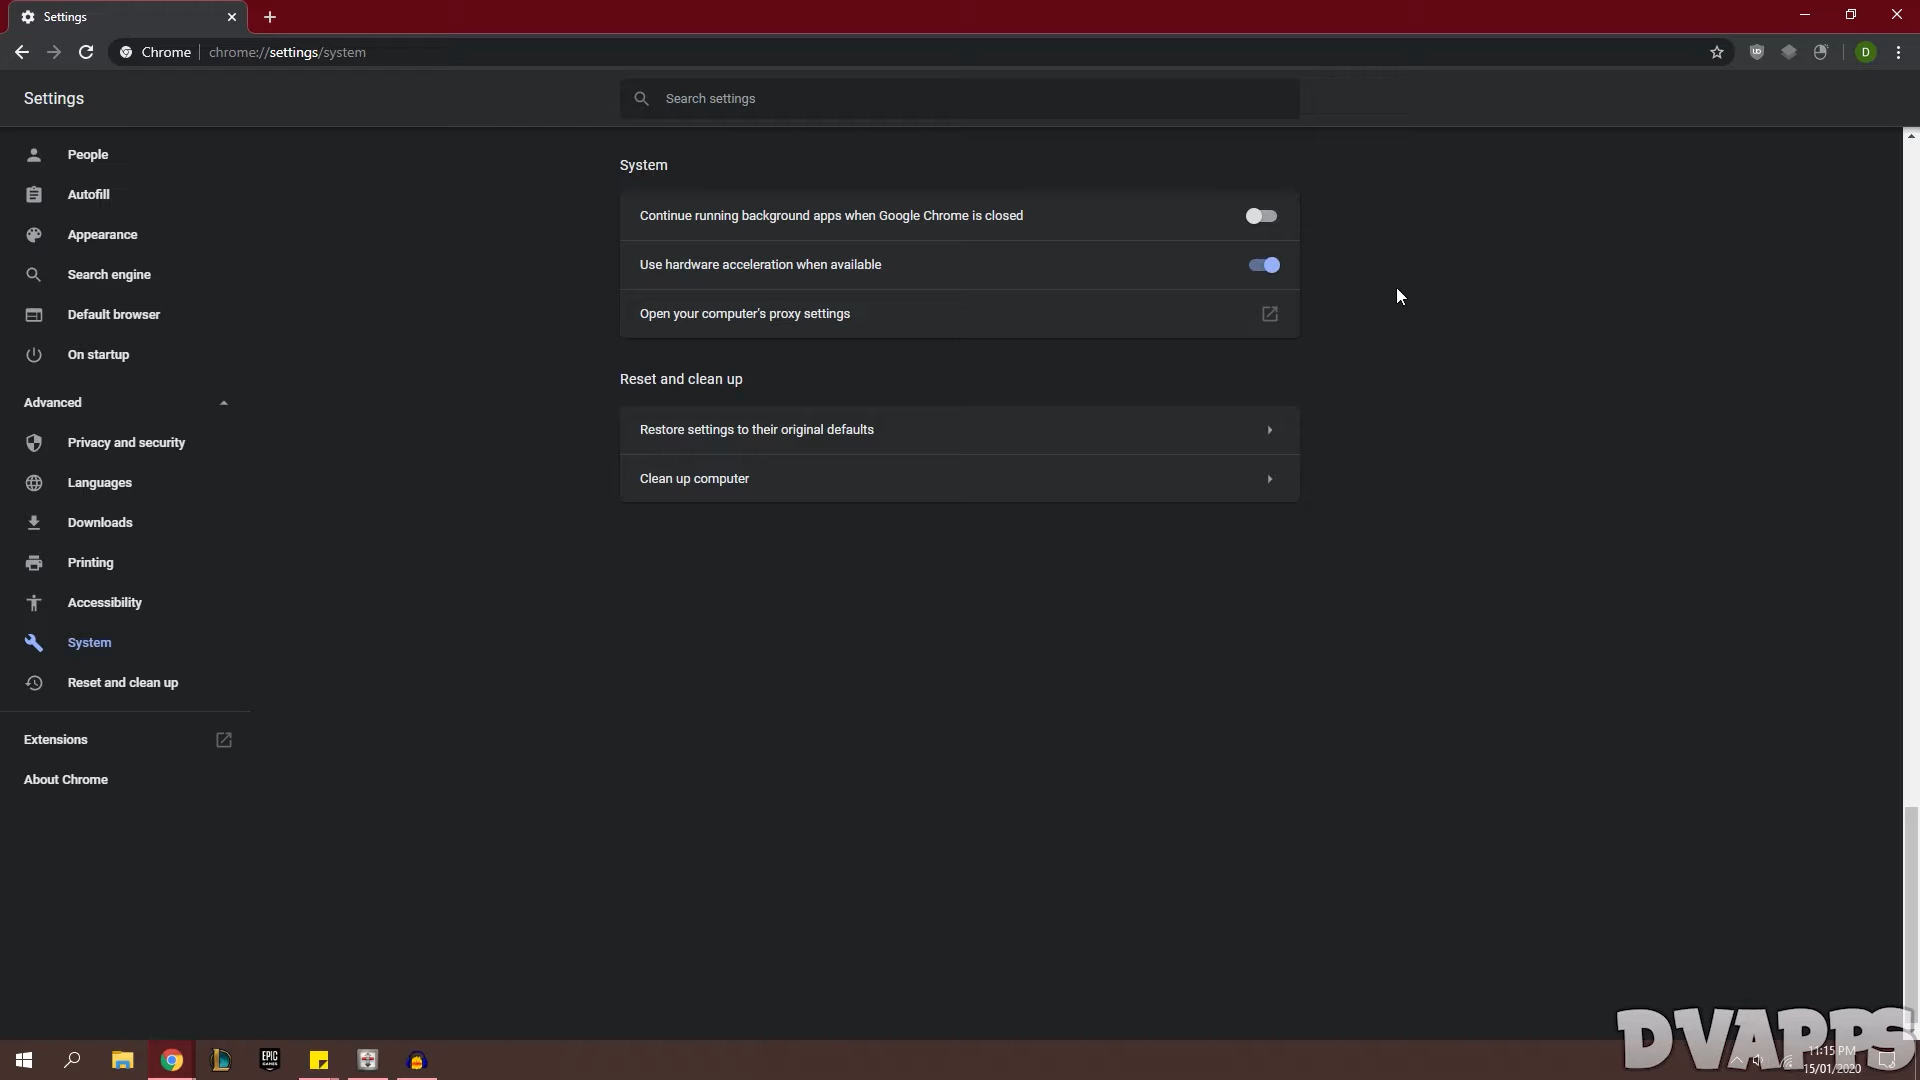 Settings
Chrome
chrome://settings/system
D
Settings
Search settings
People
Autofill
Appearance
Search engine
Default browser
On startup
Advanced
Privacy and security
Languages
Downloads
Printing
Accessibility
System
Reset and clean up
Extensions
About Chrome
System
Continue running background apps when Google Chrome is closed
Use hardware acceleration when available
Open your computer's proxy settings
Reset and clean up
Restore settings to their original defaults
Clean up computer
DVAPPS
EPIC
GAMES
11:15 PM
15/01/2020